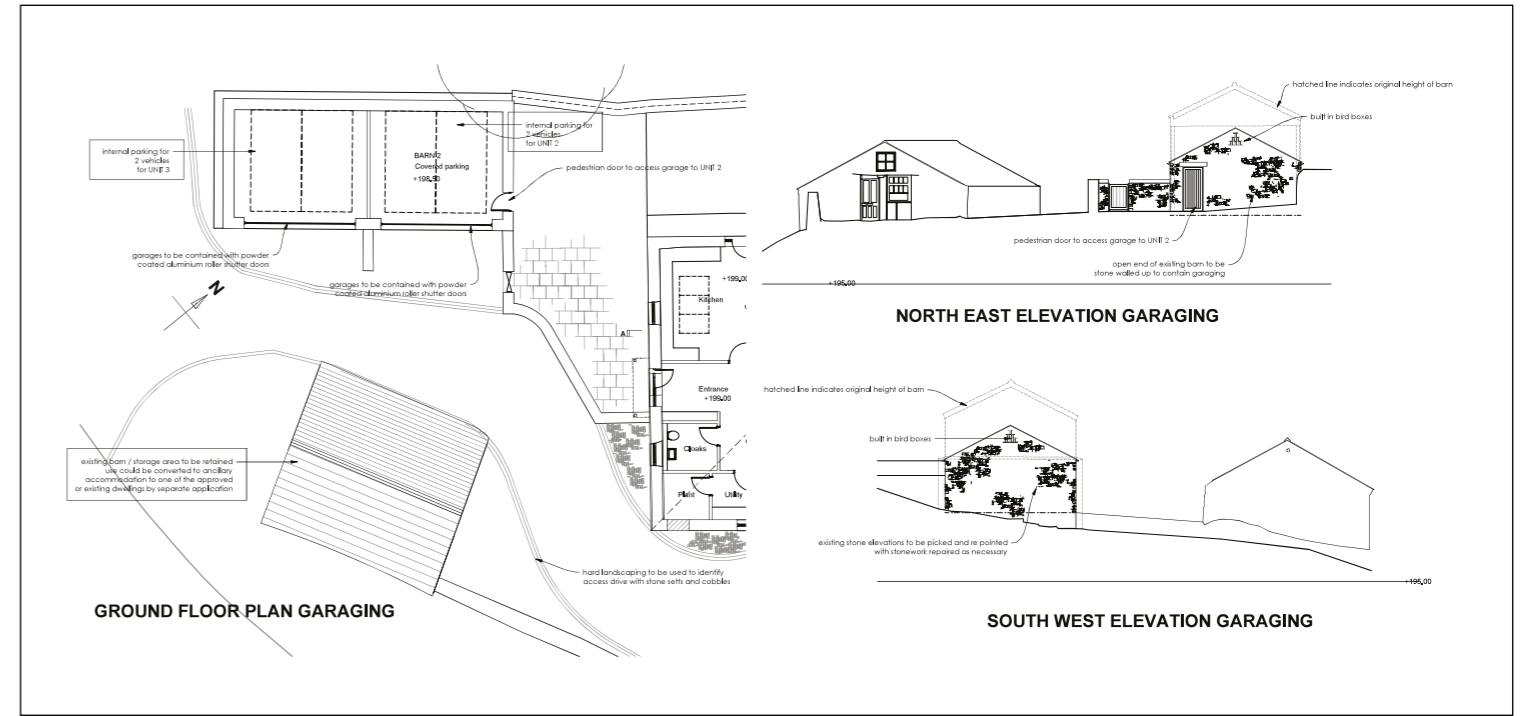 internal parking for
2 vehicles
for UNIT 3
internal parking for
2 vehicles
for UNIT 2
BARN 2
Covered parking
+198.50
pedestrian door to access garage to UNIT 2
garages to be contained with powder
coated aluminium roller shutter doors
garages to be contained with powder
coated aluminium roller shutter doors
N
+199.00
Kitchen
A
Entrance
+199.00
Cloaks
Plant
Utility
existing barn / storage area to be retained
use could be converted to ancillary
accommodation to one of the approved
or existing dwellings by separate application
hard landscaping to be used to identify
access drive with stone setts and cobbles
GROUND FLOOR PLAN GARAGING
hatched line indicates original height of barn
built in bird boxes
pedestrian door to access garage to UNIT 2
open end of existing barn to be
stone walled up to contain garaging
+195.00
NORTH EAST ELEVATION GARAGING
hatched line indicates original height of barn
built in bird boxes
existing stone elevations to be picked and re pointed
with stonework repaired as necessary
+195.00
SOUTH WEST ELEVATION GARAGING